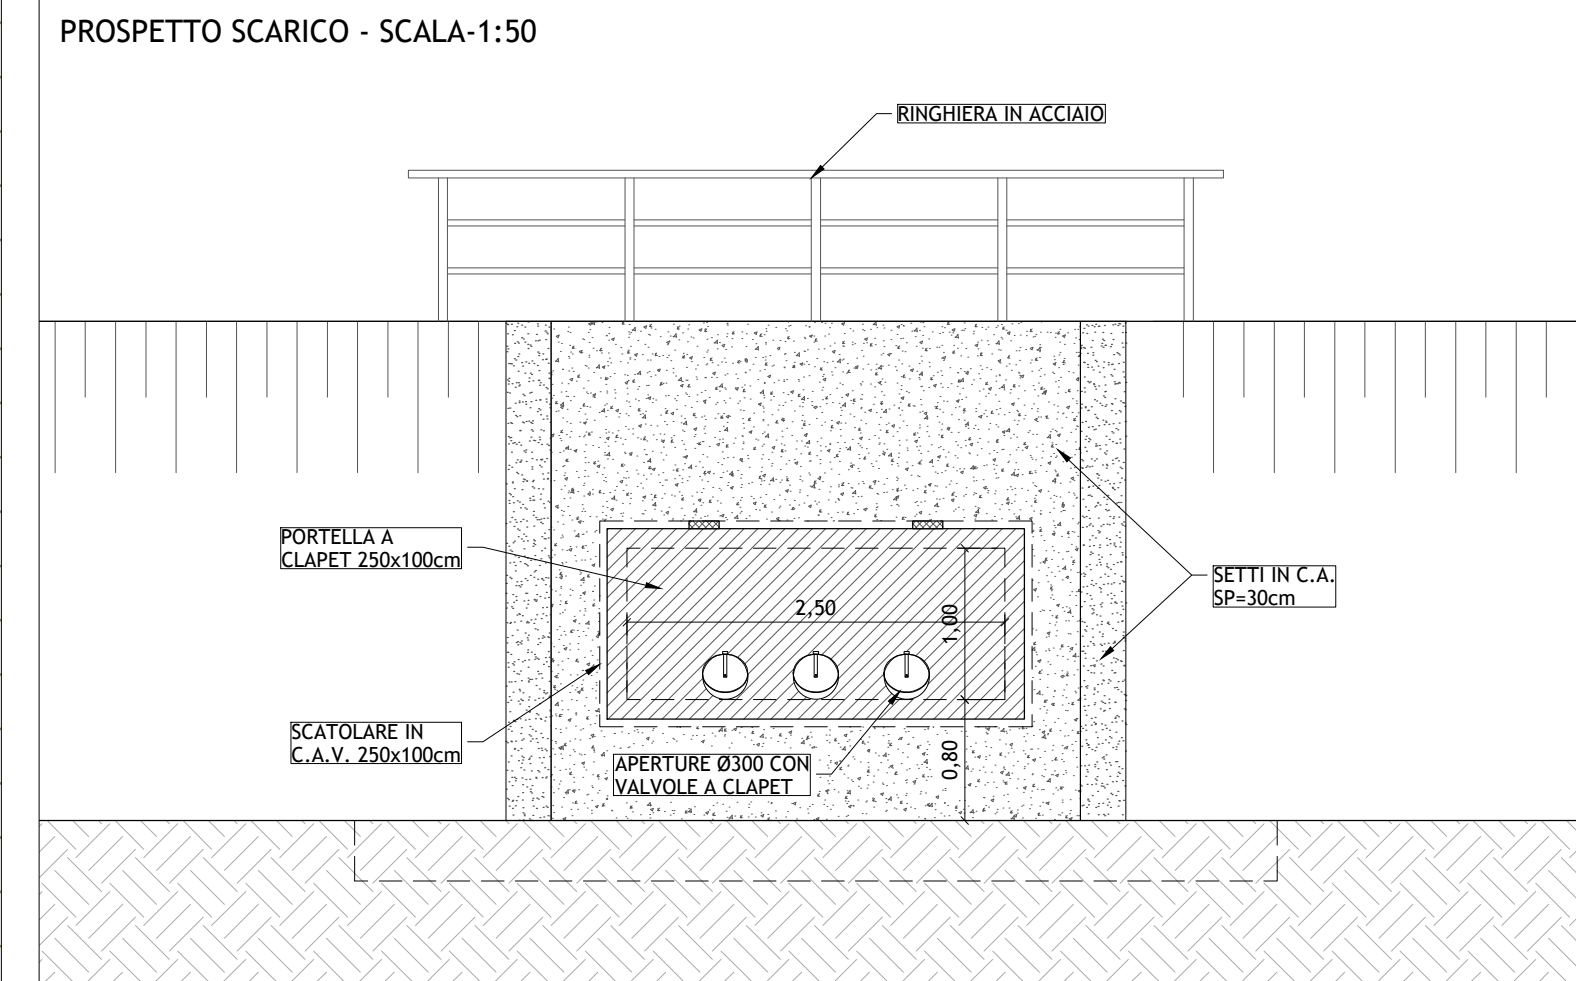 PROSPETTO SCARICO - SCALA-1:50
RINGHIERA IN ACCIAIO
PORTELLA A
CLAPET 250x100cm
SETTI IN C.A.
SP=30cm
2,50
1,00
SCATOLARE IN
C.A.V. 250x100cm
APERTURE Ø300 CON
VALVOLE A CLAPET
0,80